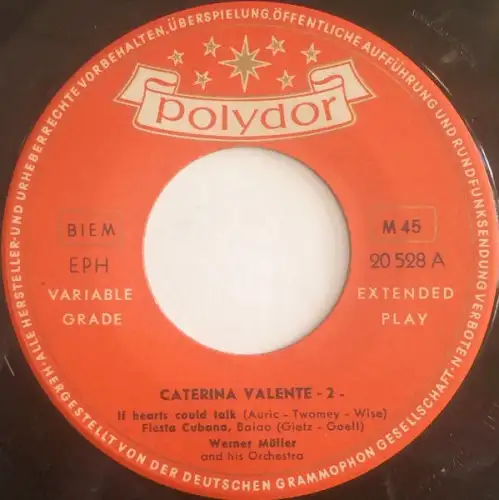 ALLE HERSTELLER- UND URHEBERRECHTE VORBEHALTEN, ÜBERSPIELUNG, ÖFFENTLICHE AUFFÜHRUNG UND RUNDFUNKSENDUNG VERBOTEN
polydor
BIEM
M 45
EPH
20 528 A
VARIABLE
GRADE
EXTENDED
PLAY
CATERINA VALENTE - 2 -
If hearts could talk (Auric - Twomey - Wise)
Fiesta Cubana, Baiao (Gietz - Goell)
Werner Müller
and his Orchestra
HERGESTELLT VON DER DEUTSCHEN GRAMMOPHON GESELLSCHAFT